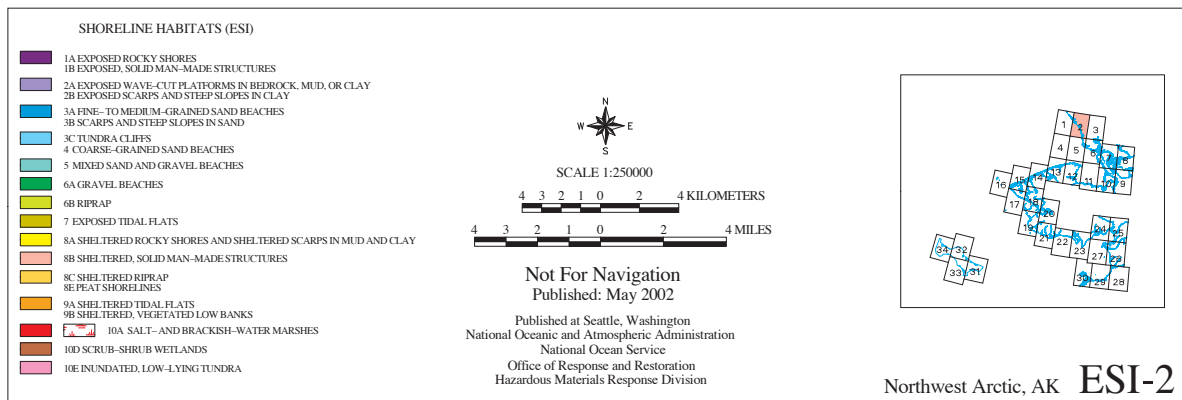 SHORELINE HABITATS (ESI)
1A EXPOSED ROCKY SHORES
1B EXPOSED, SOLID MAN-MADE STRUCTURES
2A EXPOSED WAVE-CUT PLATFORMS IN BEDROCK, MUD, OR CLAY
2B EXPOSED SCARPS AND STEEP SLOPES IN CLAY
3A FINE- TO MEDIUM-GRAINED SAND BEACHES
3B SCARPS AND STEEP SLOPES IN SAND
3C TUNDRA CLIFFS
4 COARSE-GRAINED SAND BEACHES
5 MIXED SAND AND GRAVEL BEACHES
6A GRAVEL BEACHES
6B RIPRAP
7 EXPOSED TIDAL FLATS
8A SHELTERED ROCKY SHORES AND SHELTERED SCARPS IN MUD AND CLAY
8B SHELTERED, SOLID MAN-MADE STRUCTURES
8C SHELTERED RIPRAP
8E PEAT SHORELINES
9A SHELTERED TIDAL FLATS
9B SHELTERED, VEGETATED LOW BANKS
10A SALT- AND BRACKISH-WATER MARSHES
10D SCRUB-SHRUB WETLANDS
10E INUNDATED, LOW-LYING TUNDRA
N
W E
S
SCALE 1:250000
4 3 2 1 0 2 4 KILOMETERS
4 3 2 1 0 2 4 MILES
Not For Navigation
Published: May 2002
Published at Seattle, Washington
National Oceanic and Atmospheric Administration
National Ocean Service
Office of Response and Restoration
Hazardous Materials Response Division
1 2 3
4 5 6 7 8
16 15 14 13 12 11 10 9
17 18
19 20
21 22 23 24 25
27
34 32
33 31
30 29 28
Northwest Arctic, AK ESI-2